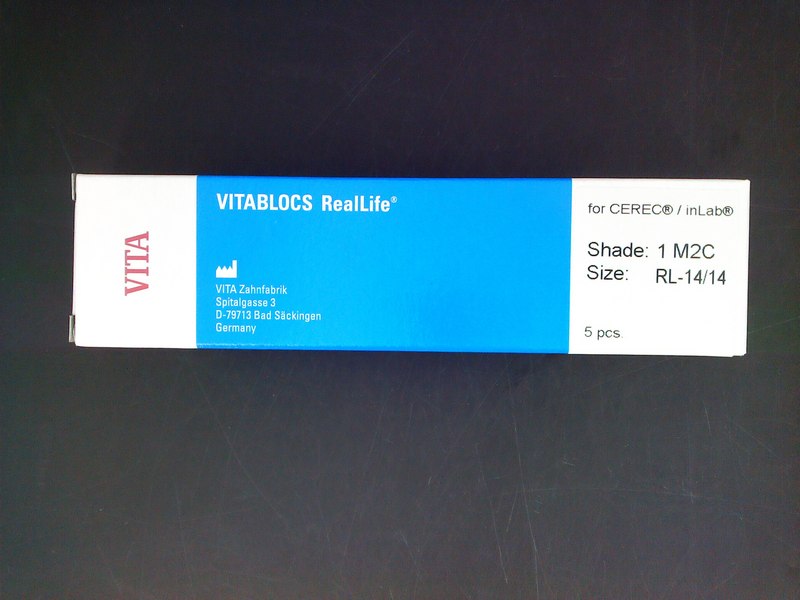 VITA
VITABLOCS RealLife®
VITA Zahnfabrik
Spitalgasse 3
D-79713 Bad Säckingen
Germany
for CEREC® / inLab®
Shade: 1 M2C
Size: RL-14/14
5 pcs.